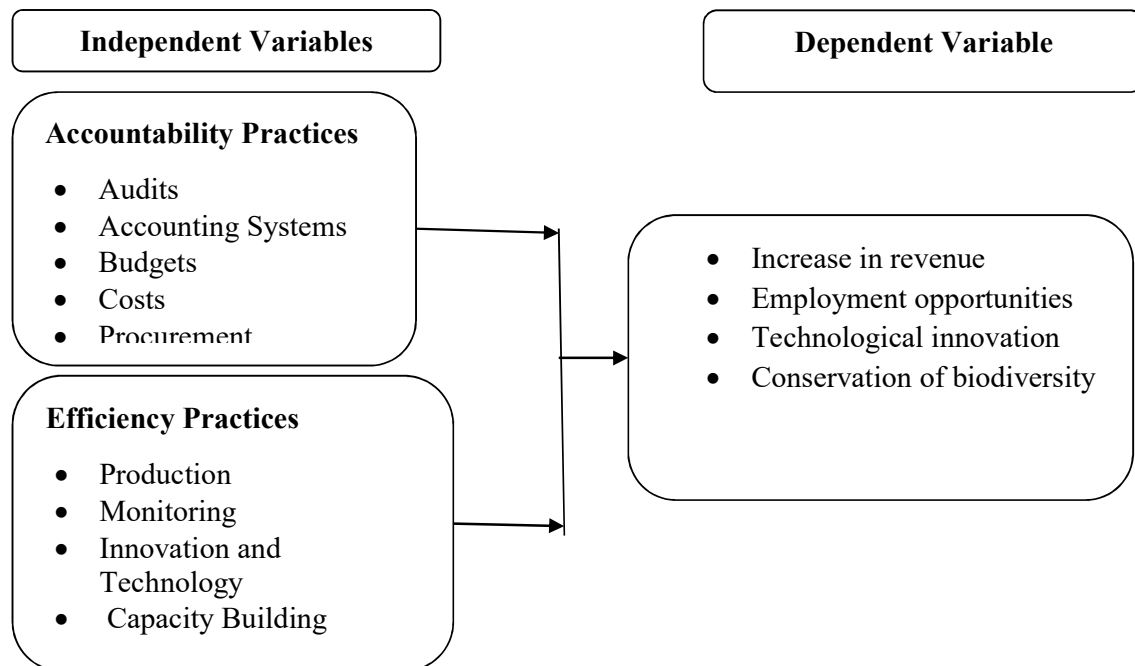 Independent Variables
Dependent Variable
Accountability Practices
• Audits
• Accounting Systems
• Budgets
• Costs
• Procurement
Efficiency Practices
• Production
• Monitoring
• Innovation and
Technology
• Capacity Building
• Increase in revenue
• Employment opportunities
• Technological innovation
• Conservation of biodiversity